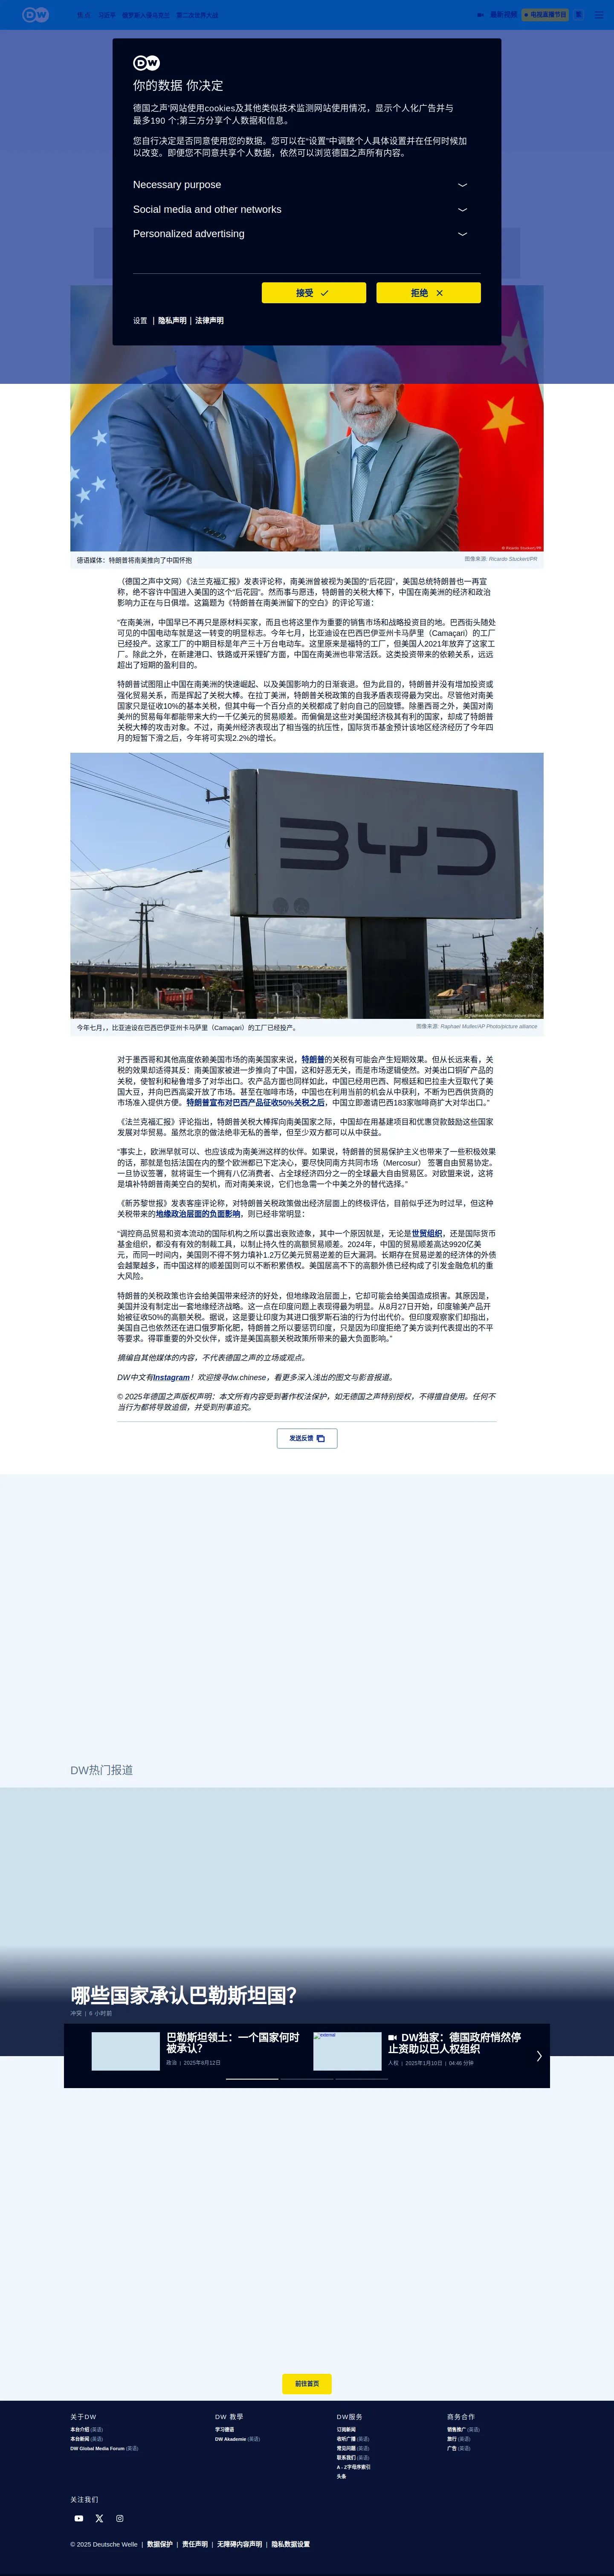 DW
焦点
习近平
俄罗斯入侵乌克兰
第二次世界大战
最新视频
电视直播节目
繁
DW
你的数据 你决定
德国之声'网站使用cookies及其他类似技术监测网站使用情况，显示个人化广告并与
最多190 个;第三方分享个人数据和信息。
您自行决定是否同意使用您的数据。您可以在“设置”中调整个人具体设置并在任何时候加
以改变。即便您不同意共享个人数据，依然可以浏览德国之声所有内容。
Necessary purpose
Social media and other networks
Personalized advertising
接受
拒绝
设置 | 隐私声明 | 法律声明
© Ricardo Stuckert/PR
德语媒体：特朗普将南美推向了中国怀抱
图像来源: Ricardo Stuckert/PR
（德国之声中文网）《法兰克福汇报》发表评论称，南美洲曾被视为美国的“后花园”，美国总统特朗普也一再宣
称，绝不容许中国进入美国的这个“后花园”。然而事与愿违，特朗普的关税大棒下，中国在南美洲的经济和政治
影响力正在与日俱增。这篇题为《特朗普在南美洲留下的空白》的评论写道：
“在南美洲，中国早已不再只是原材料买家，而且也将这里作为重要的销售市场和战略投资目的地。巴西街头随处
可见的中国电动车就是这一转变的明显标志。今年七月，比亚迪设在巴西巴伊亚州卡马萨里（Camaçari）的工厂
已经投产。这家工厂的中期目标是年产三十万台电动车。这里原来是福特的工厂，但美国人2021年放弃了这家工
厂。除此之外，在新建港口、铁路或开采锂矿方面，中国在南美洲也非常活跃。这类投资带来的依赖关系，远远
超出了短期的盈利目的。
特朗普试图阻止中国在南美洲的快速崛起、以及美国影响力的日渐衰退。但为此目的，特朗普并没有增加投资或
强化贸易关系，而是挥起了关税大棒。在拉丁美洲，特朗普关税政策的自我矛盾表现得最为突出。尽管他对南美
国家只是征收10%的基本关税，但其中每一个百分点的关税都成了射向自己的回旋镖。除墨西哥之外，美国对南
美州的贸易每年都能带来大约一千亿美元的贸易顺差。而偏偏是这些对美国经济极其有利的国家，却成了特朗普
关税大棒的攻击对象。不过，南美州经济表现出了相当强的抗压性，国际货币基金预计该地区经济经历了今年四
月的短暂下滑之后，今年将可实现2.2%的增长。
BYD
© Raphael Muller/AP Photo/picture alliance
今年七月，，比亚迪设在巴西巴伊亚州卡马萨里（Camaçari）的工厂已经投产。
图像来源: Raphael Muller/AP Photo/picture alliance
对于墨西哥和其他高度依赖美国市场的南美国家来说，特朗普的关税有可能会产生短期效果。但从长远来看，关
税的效果却适得其反：南美国家被进一步推向了中国，这和好恶无关，而是市场逻辑使然。对美出口铜矿产品的
关税，使智利和秘鲁增多了对华出口。农产品方面也同样如此，中国已经用巴西、阿根廷和巴拉圭大豆取代了美
国大豆，并向巴西高粱开放了市场。甚至在咖啡市场，中国也在利用当前的机会从中获利，不断为巴西供货商的
市场准入提供方便。特朗普宣布对巴西产品征收50%关税之后，中国立即邀请巴西183家咖啡商扩大对华出口。”
《法兰克福汇报》评论指出，特朗普关税大棒挥向南美国家之际，中国却在用基建项目和优惠贷款鼓励这些国家
发展对华贸易。虽然北京的做法绝非无私的善举，但至少双方都可以从中获益。
“事实上，欧洲早就可以、也应该成为南美洲这样的伙伴。如果说，特朗普的贸易保护主义也带来了一些积极效果
的话，那就是包括法国在内的整个欧洲都已下定决心，要尽快同南方共同市场（Mercosur） 签署自由贸易协定。
一旦协议签署，就将诞生一个拥有八亿消费者、占全球经济四分之一的全球最大自由贸易区。对欧盟来说，这将
是填补特朗普南美空白的契机，而对南美来说，它们也急需一个中美之外的替代选择。”
《新苏黎世报》发表客座评论称，对特朗普关税政策做出经济层面上的终极评估，目前似乎还为时过早，但这种
关税带来的地缘政治层面的负面影响，则已经非常明显：
“调控商品贸易和资本流动的国际机构之所以露出衰败迹象，其中一个原因就是，无论是世贸组织，还是国际货币
基金组织，都没有有效的制裁工具，以制止持久性的高额贸易顺差。2024年，中国的贸易顺差高达9920亿美
元，而同一时间内，美国则不得不努力填补1.2万亿美元贸易逆差的巨大漏洞。长期存在贸易逆差的经济体的外债
会越聚越多，而中国这样的顺差国则可以不断积累债权。美国居高不下的高额外债已经构成了引发金融危机的重
大风险。
特朗普的关税政策也许会给美国带来经济的好处，但地缘政治层面上，它却可能会给美国造成损害。其原因是，
美国并没有制定出一套地缘经济战略。这一点在印度问题上表现得最为明显。从8月27日开始，印度输美产品开
始被征收50%的高额关税。据说，这是要让印度为其进口俄罗斯石油的行为付出代价。但印度观察家们却指出，
美国自己也依然还在进口俄罗斯化肥，特朗普之所以要惩罚印度，只是因为印度拒绝了美方谈判代表提出的不平
等要求。得罪重要的外交伙伴，或许是美国高额关税政策所带来的最大负面影响。”
摘编自其他媒体的内容，不代表德国之声的立场或观点。
DW中文有Instagram！欢迎搜寻dw.chinese，看更多深入浅出的图文与影音报道。
© 2025年德国之声版权声明：本文所有内容受到著作权法保护，如无德国之声特别授权，不得擅自使用。任何不
当行为都将导致追偿，并受到刑事追究。
发送反馈
DW热门报道
哪些国家承认巴勒斯坦国？
冲突 | 6 小时前
巴勒斯坦领土：一个国家何时
被承认？
政治 | 2025年8月12日
external
DW独家：德国政府悄然停
止资助以巴人权组织
人权 | 2025年1月10日 | 04:46 分钟
前往首页
关于DW
本台介绍 (英语)
本台新闻 (英语)
DW Global Media Forum (英语)
DW 教学
学习德语
DW Akademie (英语)
DW服务
订阅新闻
收听广播 (英语)
常见问题 (英语)
联系我们 (英语)
A - Z字母序索引
头条
商务合作
销售推广 (英语)
旅行 (英语)
广告 (英语)
关注我们
© 2025 Deutsche Welle | 数据保护 | 责任声明 | 无障碍内容声明 | 隐私数据设置